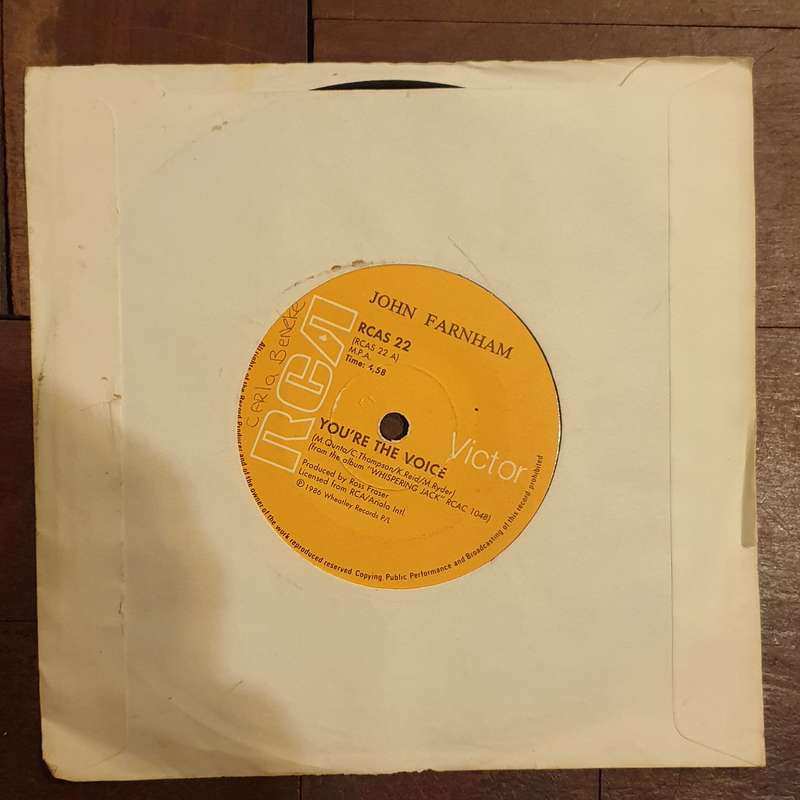 JOHN FARNHAM
RCAS 22
(RCAS 22 A)
M.P.A.
Time: 4,58
CARLA BENEKE
RCA
Victor
YOU'RE THE VOICE
(M.Qunta/C.Thompson/K.Reid/M.Ryder)
(from the album "WHISPERING JACK" RCAC 1048)
Produced by Ross Fraser
Licensed from RCA/Ariola Intl.
℗ 1986 Wheatley Records P/L
All rights of the Record Producer and of the owner of the work reproduced reserved. Copying, Public Performance and Broadcasting of this record prohibited